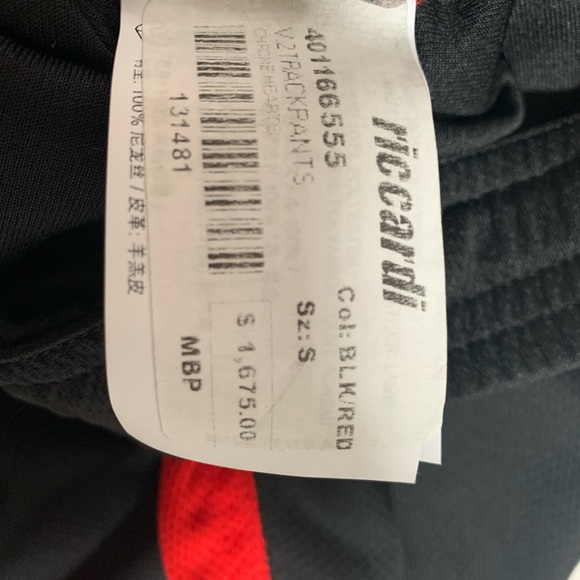 riccardi
401166555
V2TRACKPANTS
CHROME HEARTS
131481
Col: BLK/RED
Sz: S
$ 1,675.00
MBP
100% 尼龙丝 / 皮革: 羊羔皮